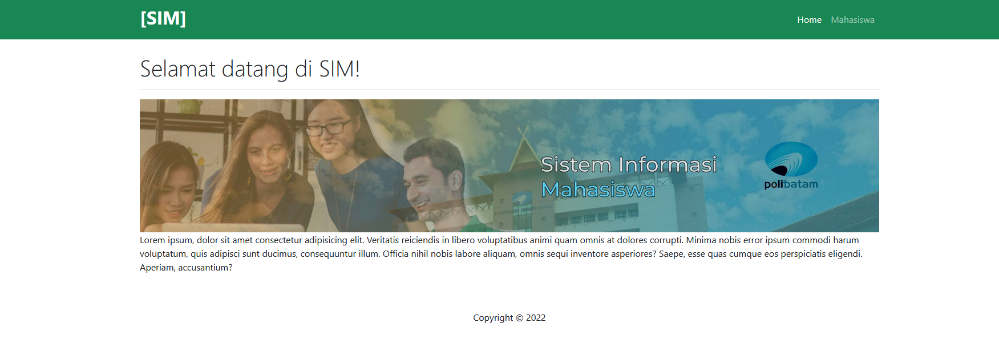 [SIM]
Home Mahasiswa
Selamat datang di SIM!
Sistem Informasi
Mahasiswa
polibatam
Lorem ipsum, dolor sit amet consectetur adipisicing elit. Veritatis reiciendis in libero voluptatibus animi quam omnis at dolores corrupti. Minima nobis error ipsum commodi harum
voluptatum, quis adipisci sunt ducimus, consequuntur illum. Officia nihil nobis labore aliquam, omnis sequi inventore asperiores? Saepe, esse quas cumque eos perspiciatis eligendi.
Aperiam, accusantium?
Copyright © 2022